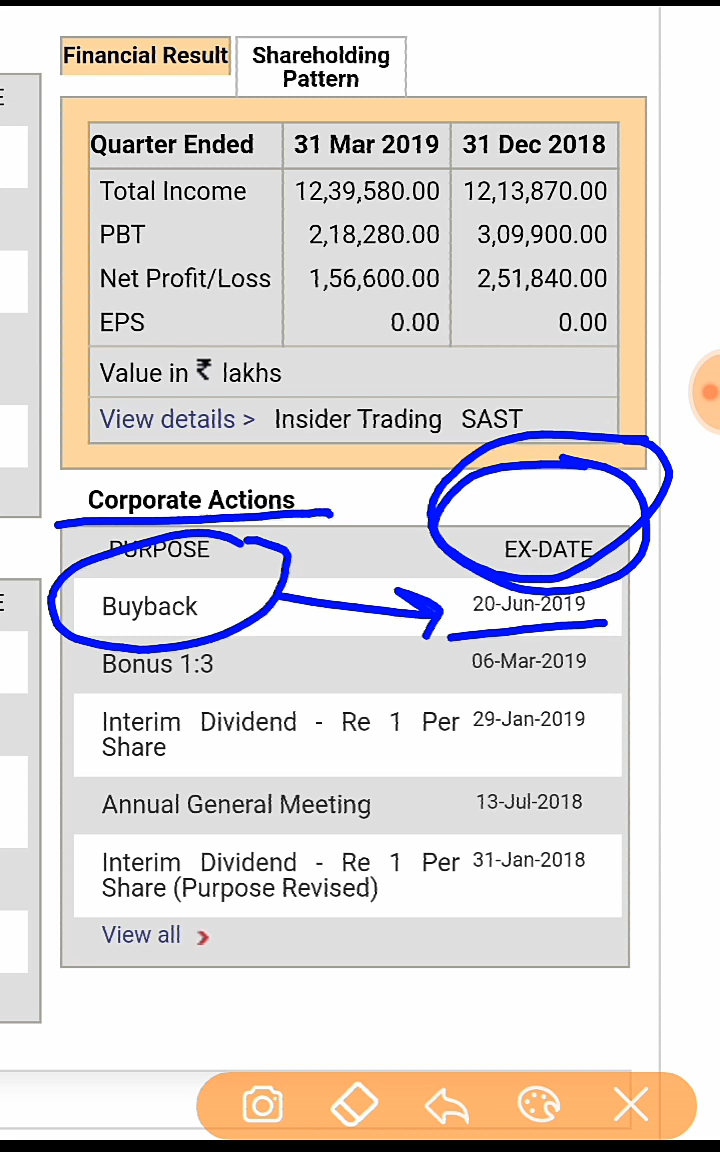 Financial Result
Shareholding
Pattern
E
Quarter Ended 31 Mar 2019 31 Dec 2018
Total Income 12,39,580.00 12,13,870.00
PBT 2,18,280.00 3,09,900.00
Net Profit/Loss 1,56,600.00 2,51,840.00
EPS 0.00 0.00
Value in ₹ lakhs
View details > Insider Trading SAST
Corporate Actions
PURPOSE EX-DATE
E
Buyback 20-Jun-2019
Bonus 1:3 06-Mar-2019
Interim Dividend - Re 1 Per 29-Jan-2019
Share
Annual General Meeting 13-Jul-2018
Interim Dividend - Re 1 Per 31-Jan-2018
Share (Purpose Revised)
View all >